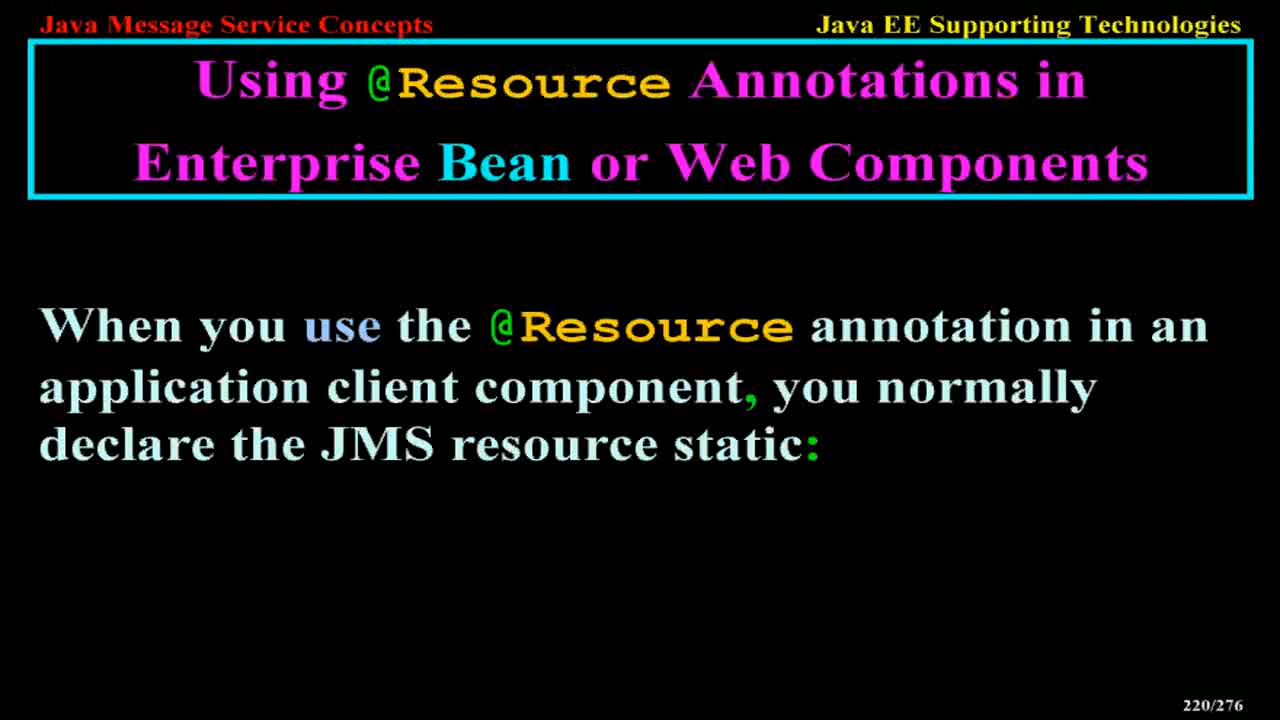 Java Message Service Concepts
Java EE Supporting Technologies
Using @Resource Annotations in
Enterprise Bean or Web Components
When you use the @Resource annotation in an
application client component, you normally
declare the JMS resource static:
220/276